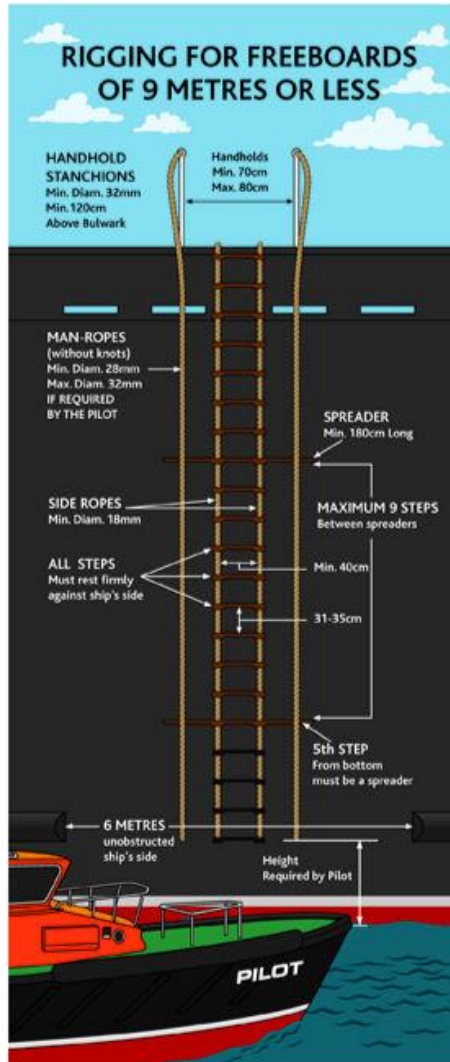 RIGGING FOR FREEBOARDS
OF 9 METRES OR LESS
HANDHOLD
STANCHIONS
Min. Diam. 32mm
Min. 120cm
Above Bulwark
Handholds
Min. 70cm
Max. 80cm
MAN-ROPES
(without knots)
Min. Diam. 28mm
Max. Diam. 32mm
IF REQUIRED
BY THE PILOT
SPREADER
Min. 180cm Long
SIDE ROPES
Min. Diam. 18mm
MAXIMUM 9 STEPS
Between spreaders
ALL STEPS
Must rest firmly
against ship's side
Min. 40cm
31-35cm
5th STEP
From bottom
must be a spreader
6 METRES
unobstructed
ship's side
Height
Required by Pilot
PILOT